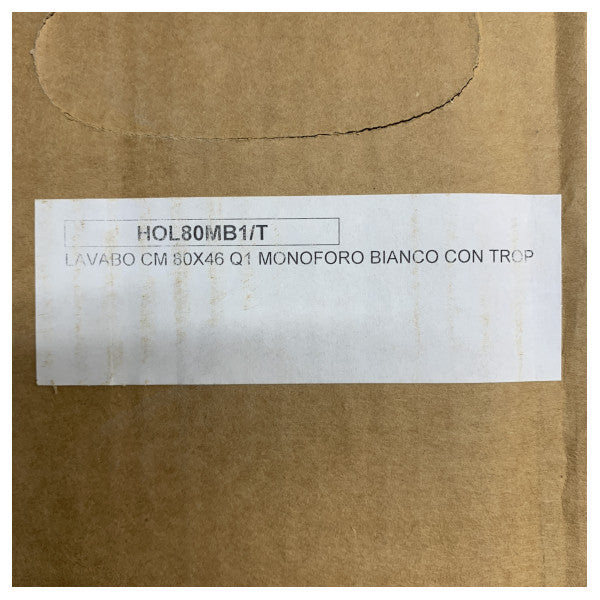 HOL80MB1/T
LAVABO CM 80X46 Q1 MONOFORO BIANCO CON TROP